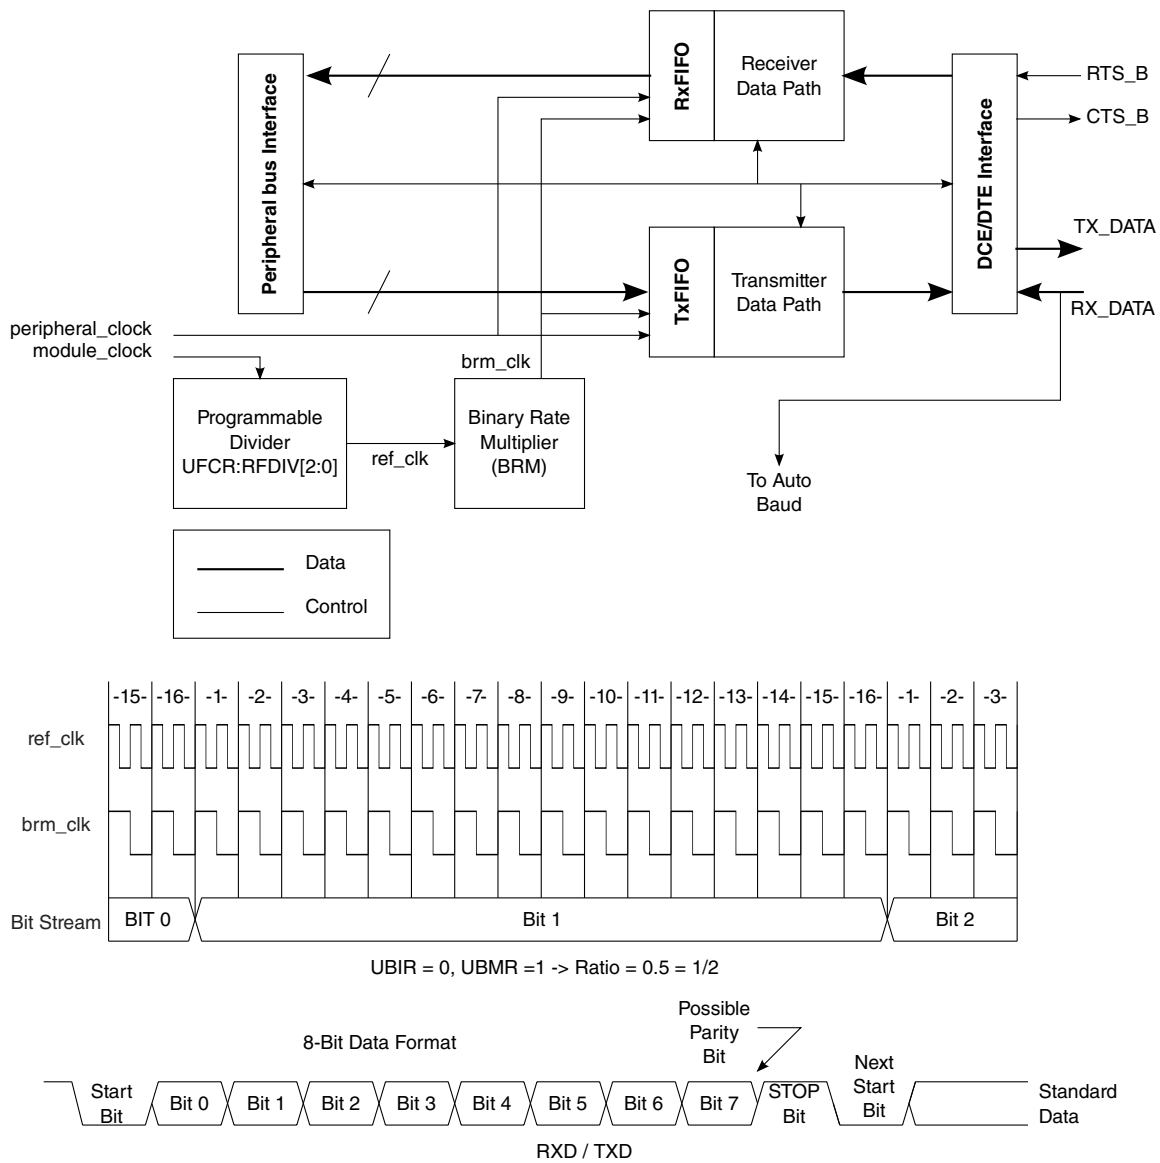 Peripheral bus Interface
RxFIFO
Receiver
Data Path
DCE/DTE Interface
RTS_B
CTS_B
TX_DATA
RX_DATA
TxFIFO
Transmitter
Data Path
peripheral_clock
module_clock
brm_clk
Programmable
Divider
UFCR:RFDIV[2:0]
ref_clk
Binary Rate
Multiplier
(BRM)
To Auto
Baud
Data
Control
-15- -16- -1- -2- -3- -4- -5- -6- -7- -8- -9- -10- -11- -12- -13- -14- -15- -16- -1- -2- -3-
ref_clk
brm_clk
Bit Stream BIT 0 Bit 1 Bit 2
UBIR = 0, UBMR =1 -> Ratio = 0.5 = 1/2
8-Bit Data Format
Possible
Parity
Bit
Start
Bit
Bit 0 Bit 1 Bit 2 Bit 3 Bit 4 Bit 5 Bit 6 Bit 7
STOP
Bit
Next
Start
Bit
Standard
Data
RXD / TXD